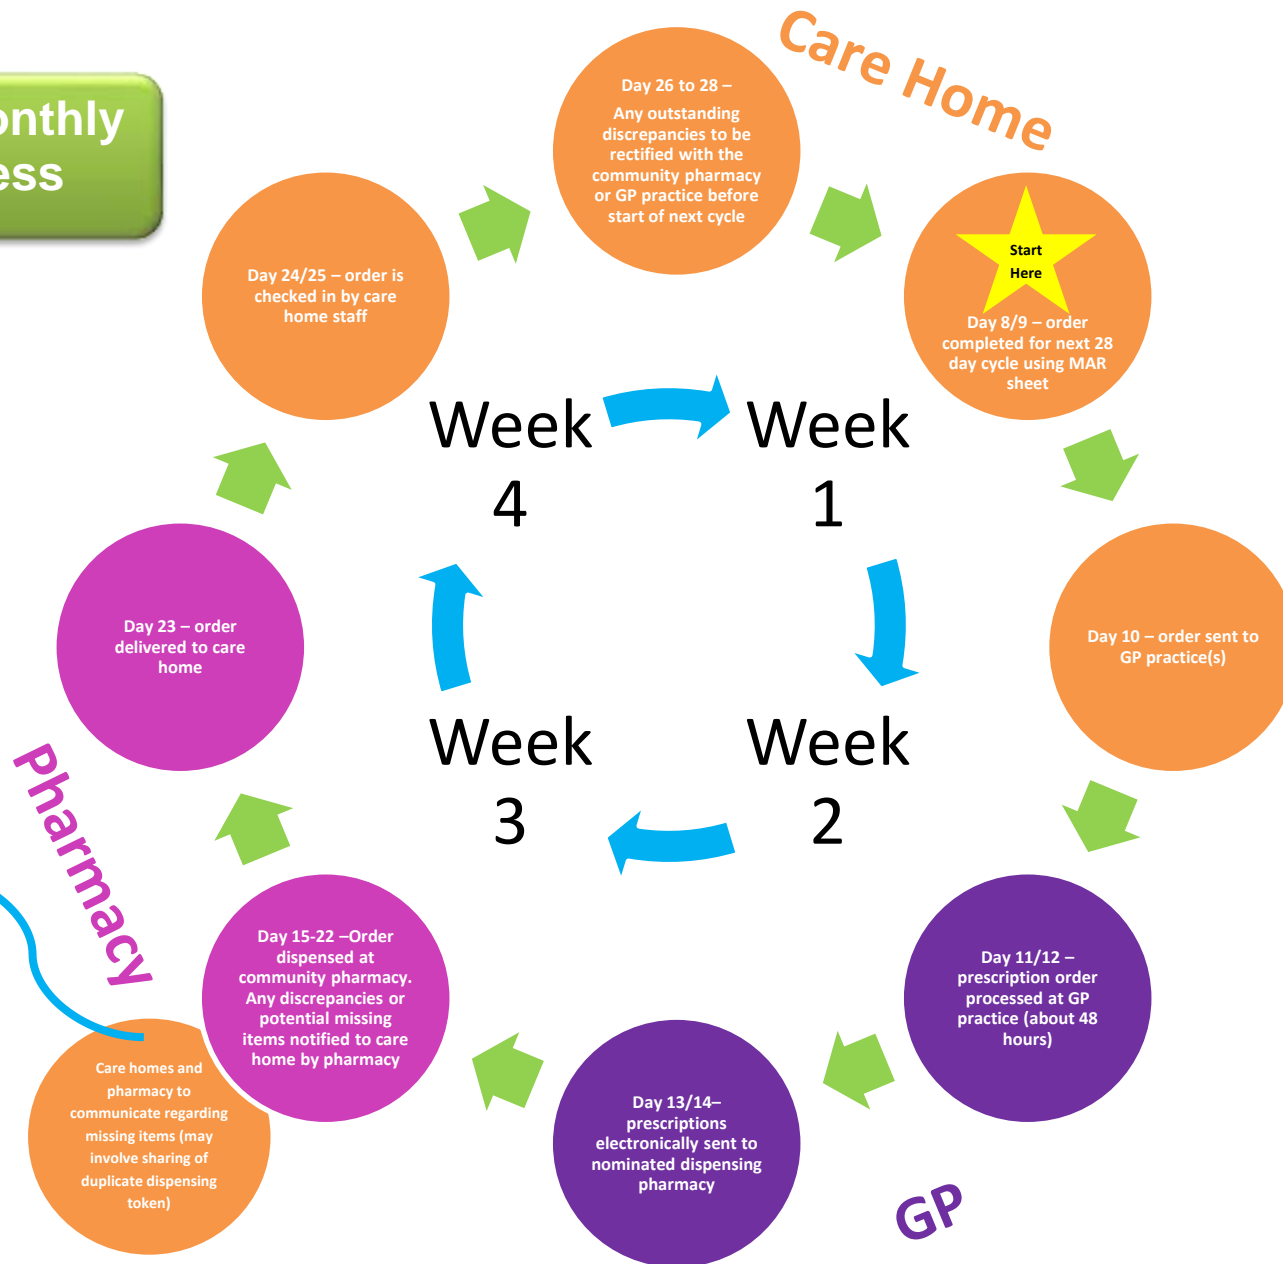 onthly
ess
Care Home
Day 26 to 28 –
Any outstanding
discrepancies to be
rectified with the
community pharmacy
or GP practice before
start of next cycle
Start
Here
Day 8/9 – order
completed for next 28
day cycle using MAR
sheet
Day 10 – order sent to
GP practice(s)
Day 11/12 –
prescription order
processed at GP
practice (about 48
hours)
GP
Day 13/14–
prescriptions
electronically sent to
nominated dispensing
pharmacy
Day 15-22 –Order
dispensed at
community pharmacy.
Any discrepancies or
potential missing
items notified to care
home by pharmacy
Care homes and
pharmacy to
communicate regarding
missing items (may
involve sharing of
duplicate dispensing
token)
Pharmacy
Day 23 – order
delivered to care
home
Day 24/25 – order is
checked in by care
home staff
Week
1
Week
2
Week
3
Week
4